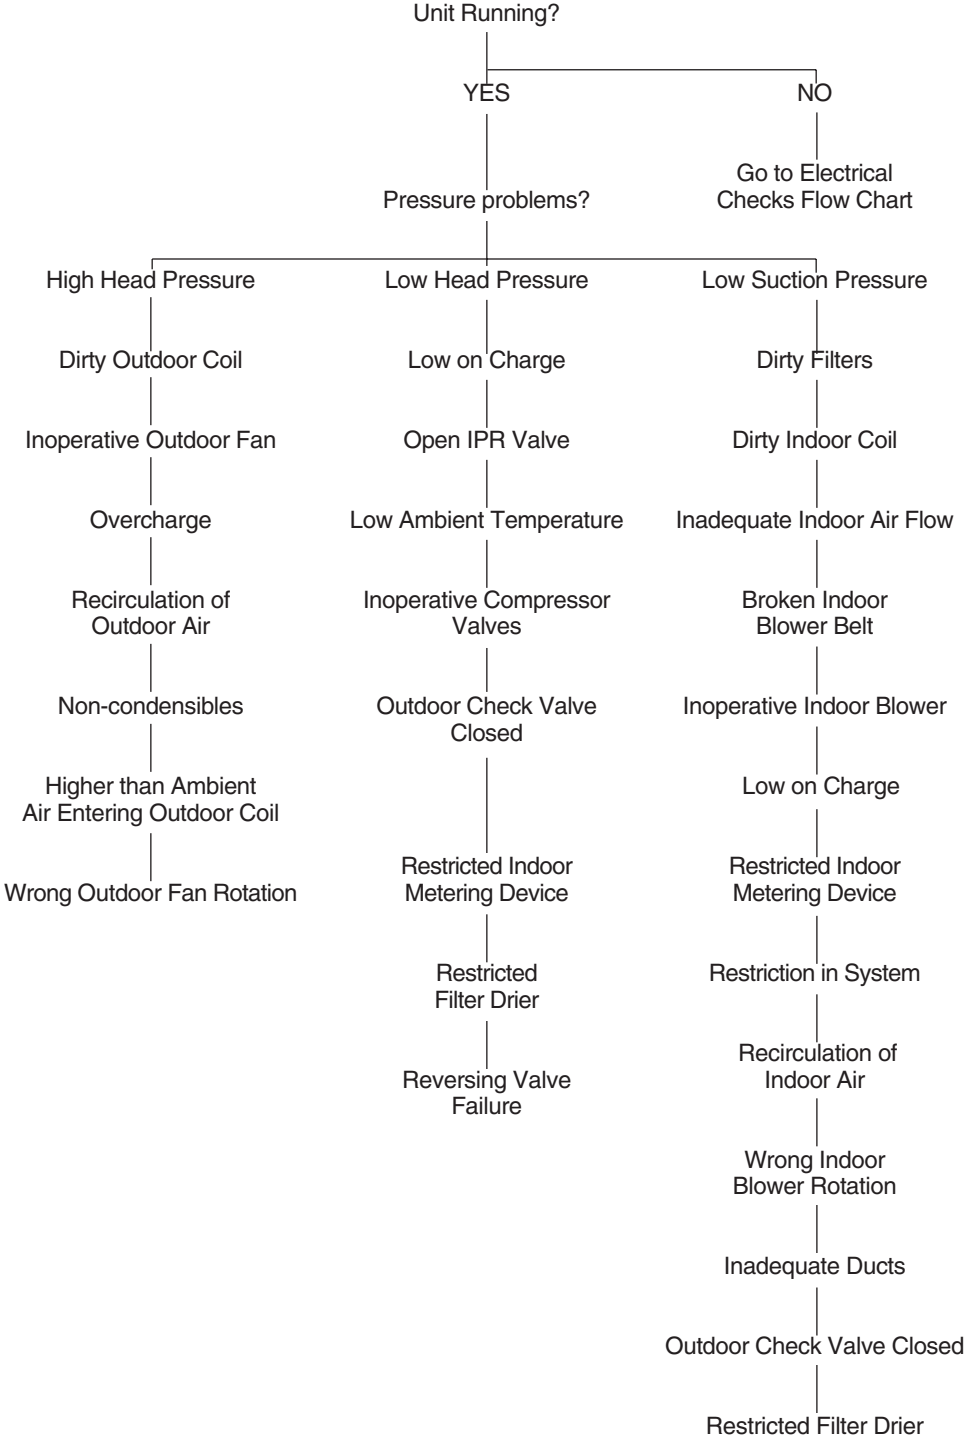 Unit Running?
YES
NO
Go to Electrical
Checks Flow Chart
Pressure problems?
High Head Pressure
Dirty Outdoor Coil
Inoperative Outdoor Fan
Overcharge
Recirculation of
Outdoor Air
Non-condensibles
Higher than Ambient
Air Entering Outdoor Coil
Wrong Outdoor Fan Rotation
Low Head Pressure
Low on Charge
Open IPR Valve
Low Ambient Temperature
Inoperative Compressor
Valves
Outdoor Check Valve
Closed
Restricted Indoor
Metering Device
Restricted
Filter Drier
Reversing Valve
Failure
Low Suction Pressure
Dirty Filters
Dirty Indoor Coil
Inadequate Indoor Air Flow
Broken Indoor
Blower Belt
Inoperative Indoor Blower
Low on Charge
Restricted Indoor
Metering Device
Restriction in System
Recirculation of
Indoor Air
Wrong Indoor
Blower Rotation
Inadequate Ducts
Outdoor Check Valve Closed
Restricted Filter Drier